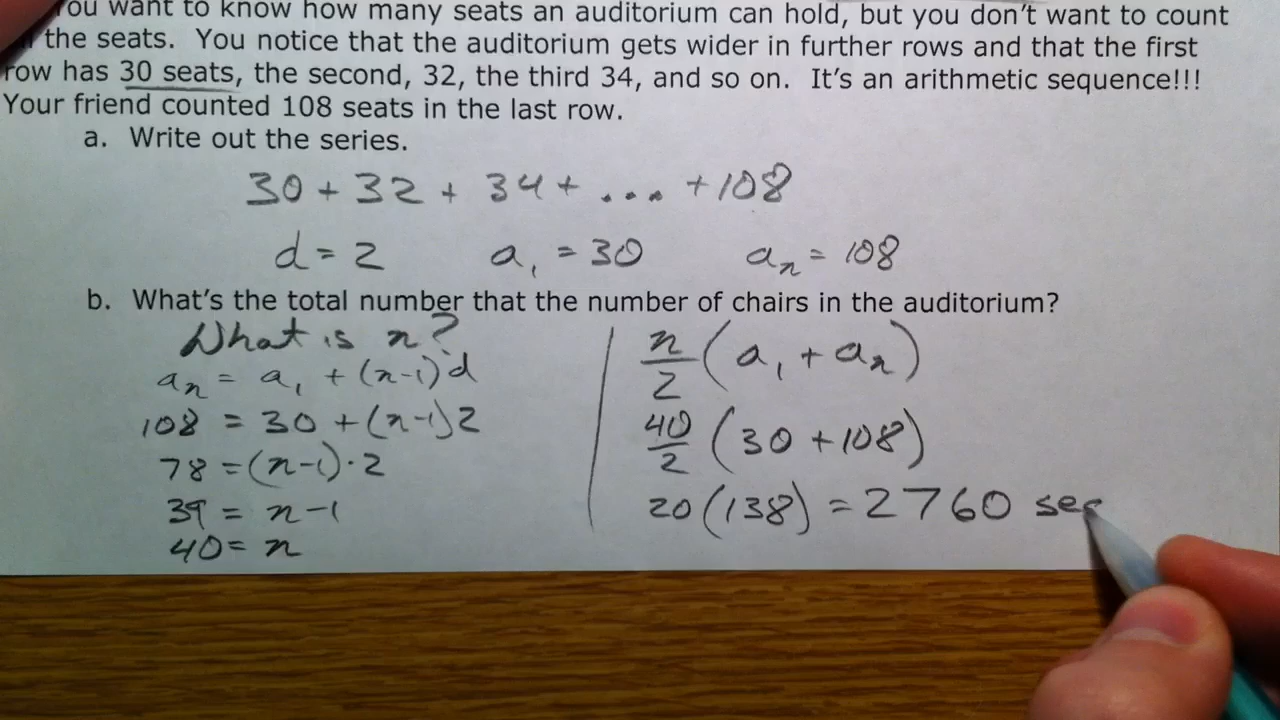 You want to know how many seats an auditorium can hold, but you don't want to count
the seats. You notice that the auditorium gets wider in further rows and that the first
row has 30 seats, the second, 32, the third 34, and so on. It's an arithmetic sequence!!!
Your friend counted 108 seats in the last row.
a. Write out the series.
30 + 32 + 34 + ... + 108
d = 2 a₁ = 30 aₙ = 108
b. What's the total number that the number of chairs in the auditorium?
What is n?
aₙ = a₁ + (n-1)d
108 = 30 + (n-1)2
78 = (n-1)·2
39 = n-1
40 = n
n/2 (a₁ + aₙ)
40/2 (30 + 108)
20 (138) = 2760 sea